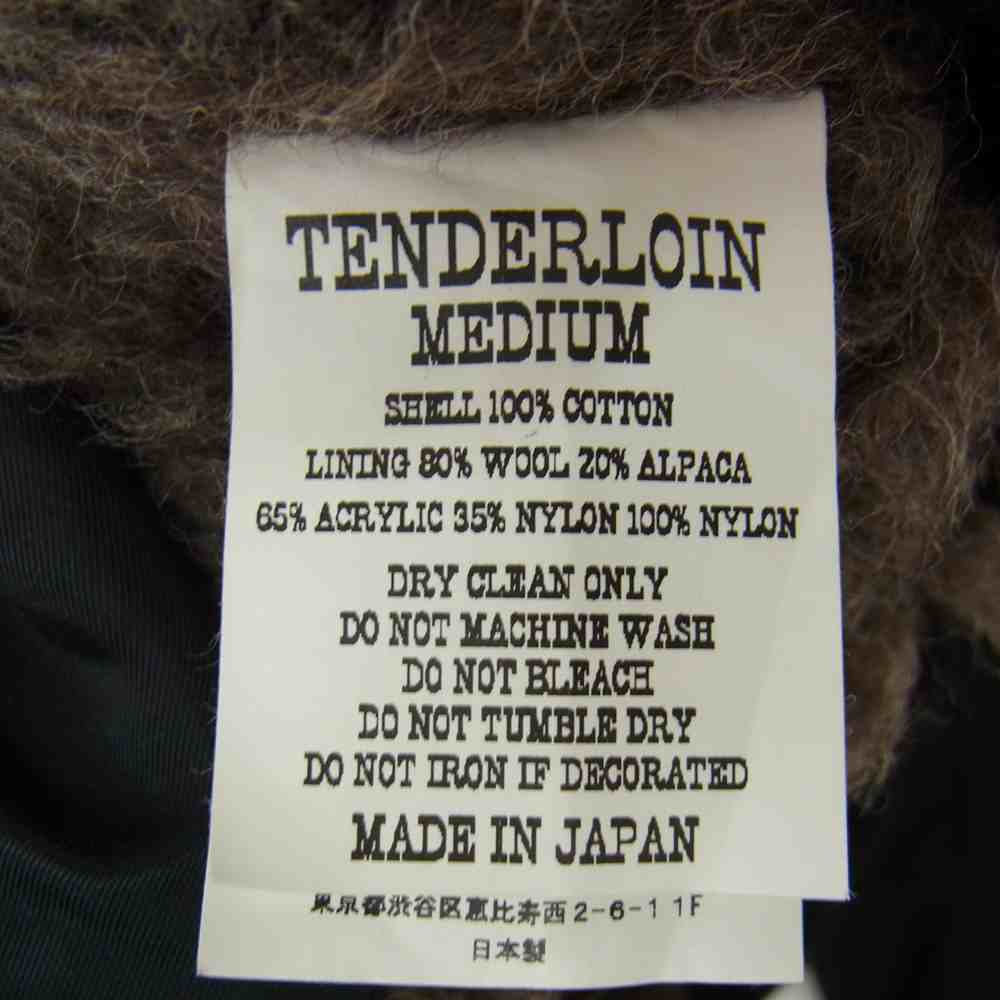 TENDERLOIN
MEDIUM
SHELL 100% COTTON
LINING 80% WOOL 20% ALPACA
65% ACRYLIC 35% NYLON 100% NYLON
DRY CLEAN ONLY
DO NOT MACHINE WASH
DO NOT BLEACH
DO NOT TUMBLE DRY
DO NOT IRON IF DECORATED
MADE IN JAPAN
東京都渋谷区恵比寿西2-6-1 1F
日本製